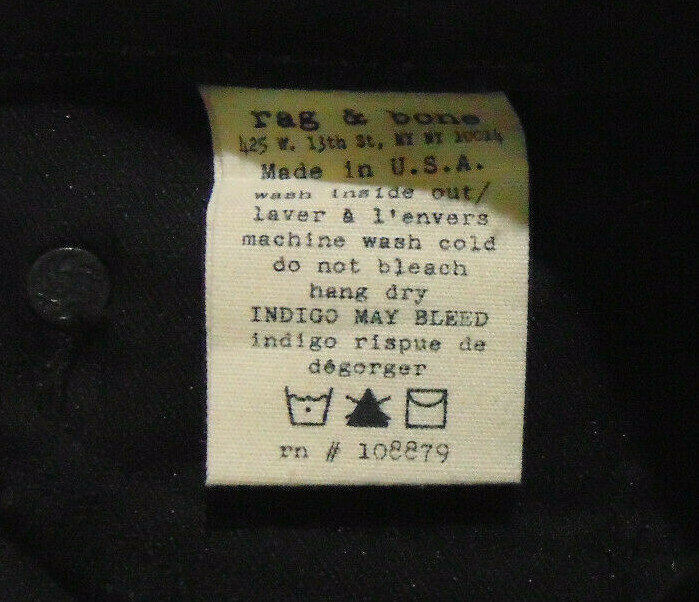 rag & bone
425 W. 13th St, NY NY 10014
Made in U.S.A.
wash inside out/
laver à l'envers
machine wash cold
do not bleach
hang dry
INDIGO MAY BLEED
indigo rispue de
dégorger
rn # 108879